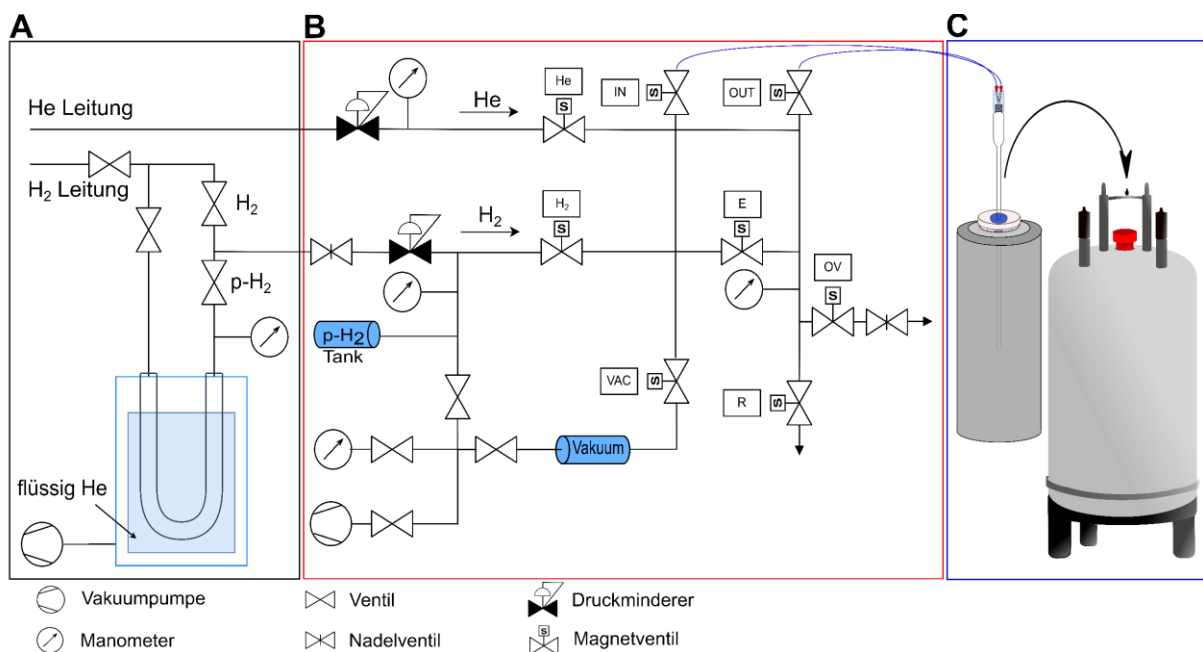 A
B
C
He Leitung
H₂ Leitung
H₂
p-H₂
flüssig He
He
He
S
IN
S
OUT
S
H₂
H₂
S
E
S
OV
S
p-H₂
Tank
VAC
S
R
S
Vakuum
Vakuumpumpe
Ventil
Druckminderer
Manometer
Nadelventil
S
Magnetventil